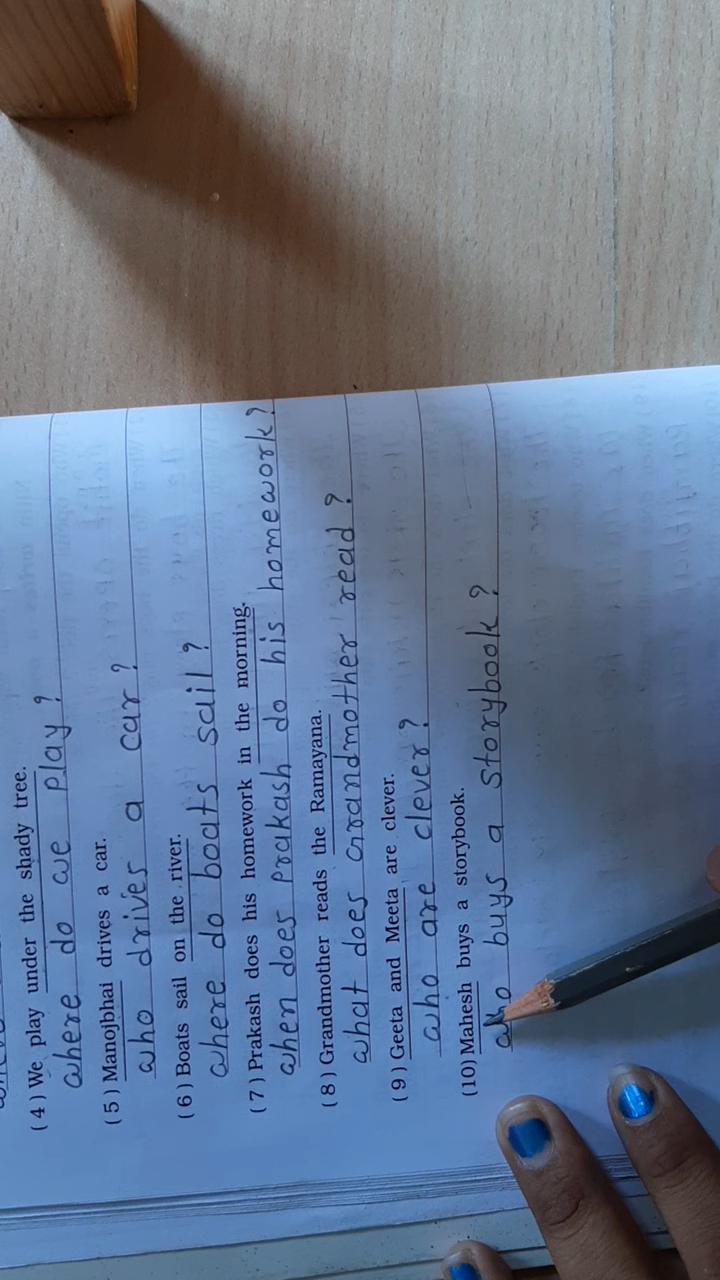 (4) We play under the shady tree.
where do we play?
(5) Manojbhai drives a car.
who drives a car?
(6) Boats sail on the river.
where do boats sail?
(7) Prakash does his homework in the morning.
when does prakash do his homework?
(8) Grandmother reads the Ramayana.
what does Grandmother read?
(9) Geeta and Meeta are clever.
who are clever?
(10) Mahesh buys a storybook.
who buys a storybook?